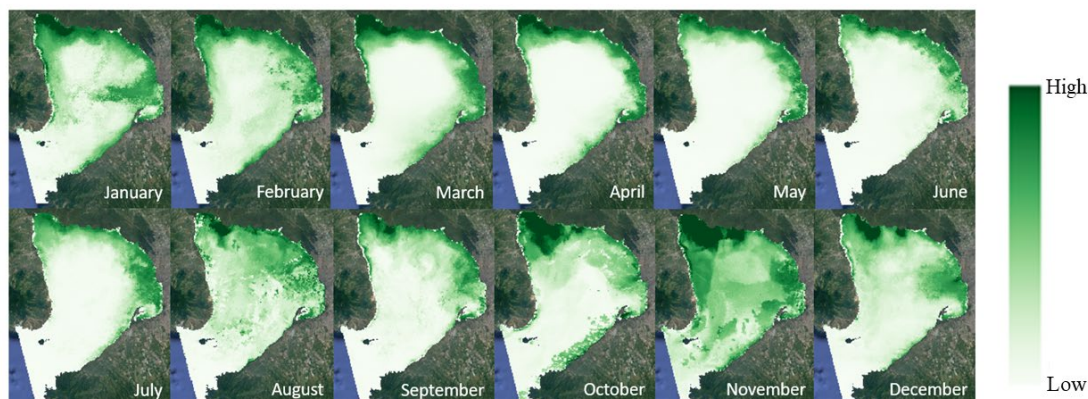 January
February
March
April
May
June
July
August
September
October
November
December
High
Low